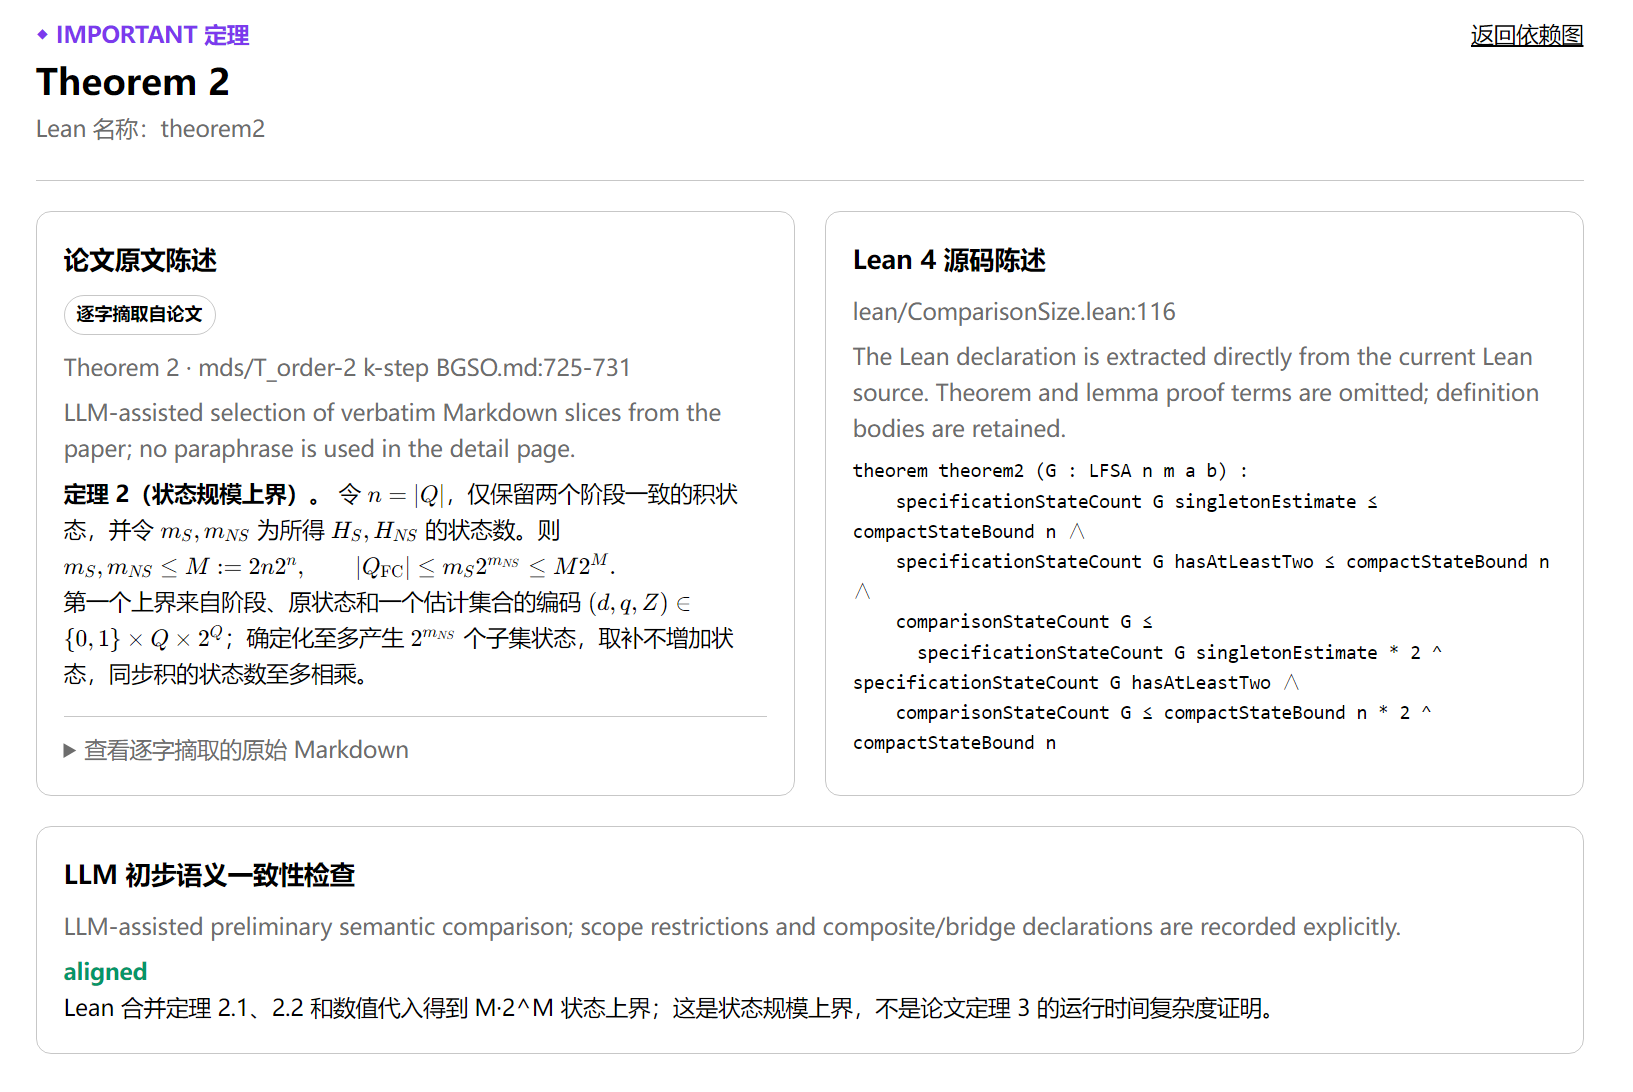 ◆ IMPORTANT 定理
返回依赖图
Theorem 2
Lean 名称：theorem2
论文原文陈述
逐字摘取自论文
Theorem 2 · mds/T_order-2 k-step BGSO.md:725-731
LLM-assisted selection of verbatim Markdown slices from the
paper; no paraphrase is used in the detail page.
定理 2（状态规模上界）。 令 n = |Q|，仅保留两个阶段一致的积状
态，并令 m_S, m_{NS} 为所得 H_S, H_{NS} 的状态数。则
m_S, m_{NS} ≤ M := 2n2^n,  |Q_{FC}| ≤ m_S 2^{m_{NS}} ≤ M2^M.
第一个上界来自阶段、原状态和一个估计集合的编码 (d, q, Z) ∈
{0, 1} × Q × 2^Q；确定化至多产生 2^{m_{NS}} 个子集状态，取补不增加状
态，同步积的状态数至多相乘。
▶ 查看逐字摘取的原始 Markdown
Lean 4 源码陈述
lean/ComparisonSize.lean:116
The Lean declaration is extracted directly from the current Lean
source. Theorem and lemma proof terms are omitted; definition
bodies are retained.
theorem theorem2 (G : LFSA n m a b) :
    specificationStateCount G singletonEstimate ≤
compactStateBound n ∧
    specificationStateCount G hasAtLeastTwo ≤ compactStateBound n
∧
    comparisonStateCount G ≤
      specificationStateCount G singletonEstimate * 2 ^
specificationStateCount G hasAtLeastTwo ∧
    comparisonStateCount G ≤ compactStateBound n * 2 ^
compactStateBound n
LLM 初步语义一致性检查
LLM-assisted preliminary semantic comparison; scope restrictions and composite/bridge declarations are recorded explicitly.
aligned
Lean 合并定理 2.1、2.2 和数值代入得到 M·2^M 状态上界；这是状态规模上界，不是论文定理 3 的运行时间复杂度证明。